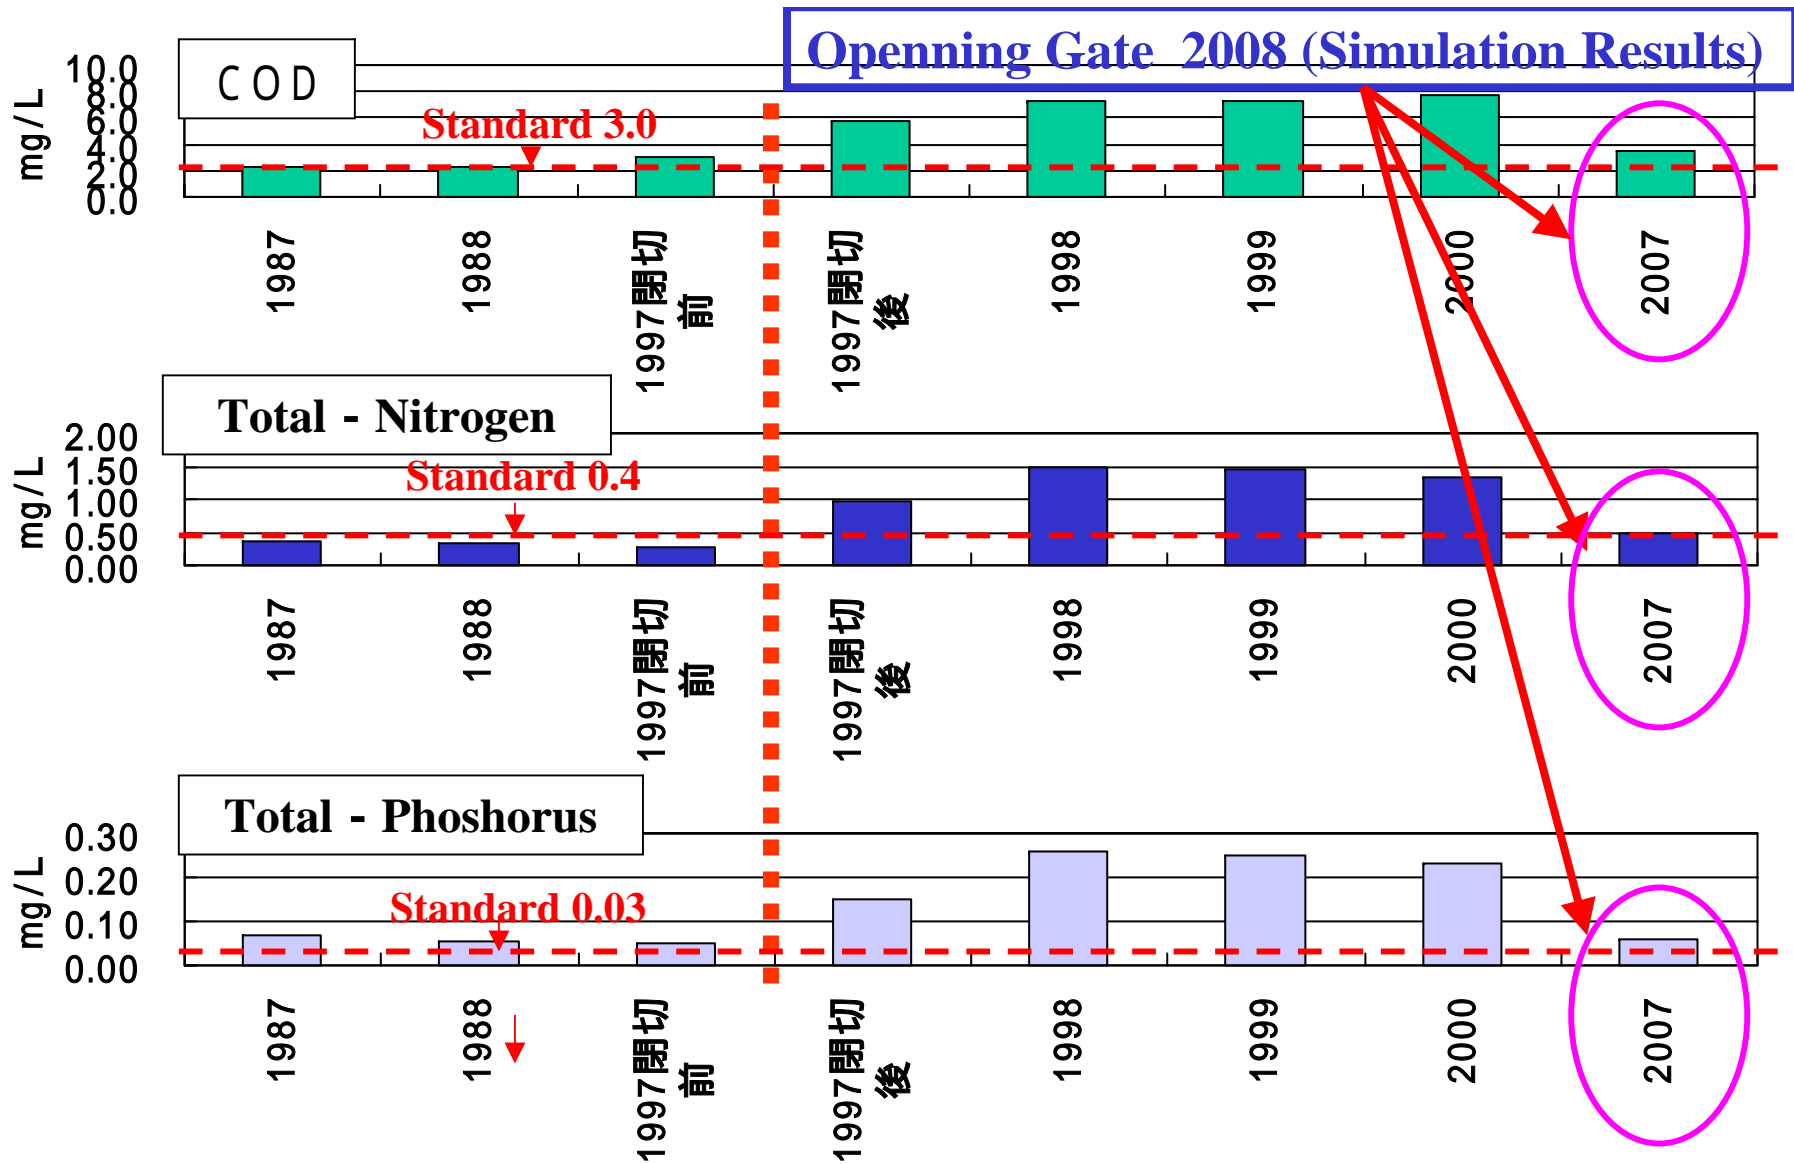 Openning Gate 2008 (Simulation Results)
COD
mg/L
10.0
8.0
6.0
4.0
2.0
0.0
Standard 3.0
1987
1988
1997閉切
前
1997閉切
後
1998
1999
2000
2007
Total - Nitrogen
mg/L
2.00
1.50
1.00
0.50
0.00
Standard 0.4
1987
1988
1997閉切
前
1997閉切
後
1998
1999
2000
2007
Total - Phoshorus
mg/L
0.30
0.20
0.10
0.00
Standard 0.03
1987
1988
1997閉切
前
1997閉切
後
1998
1999
2000
2007